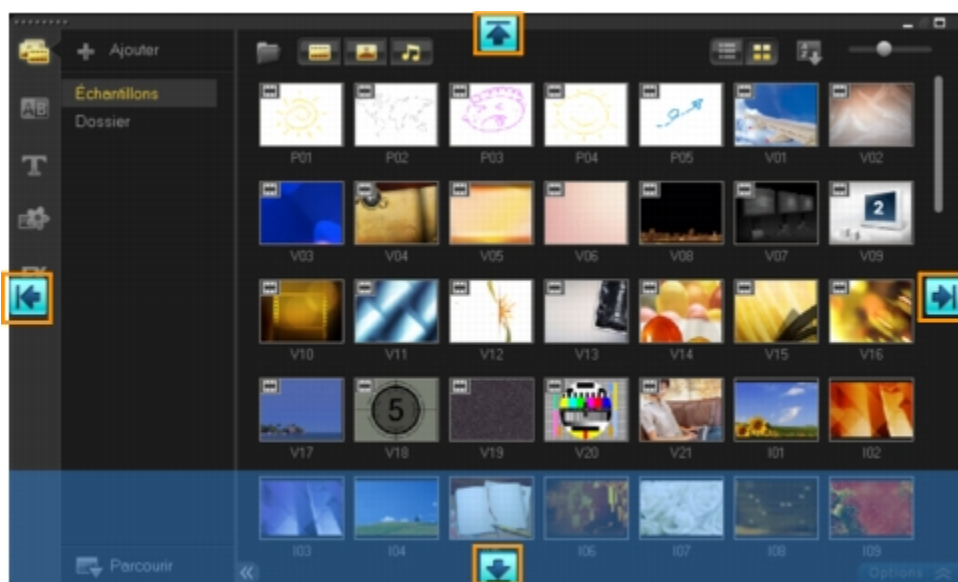 Ajouter
Échantillons
Dossier
AB
T
P01 P02 P03 P04 P05 V01 V02
2
V03 V04 V05 V06 V08 V07 V09
V10 V11 V12 V13 V14 V15 V16
5
V17 V18 V19 V20 V21 I01 I02
I03 I04 I06 I07 I08 I09
Parcourir
Options